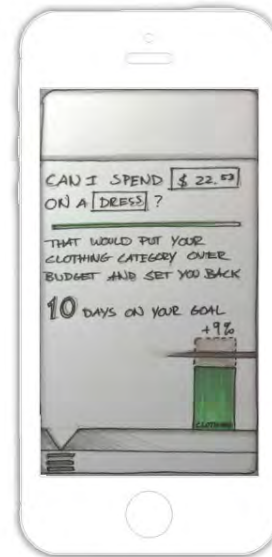 CAN I SPEND $ 22.53
ON A DRESS ?
THAT WOULD PUT YOUR
CLOTHING CATEGORY OVER
BUDGET AND SET YOU BACK
10 DAYS ON YOUR GOAL
+9%
CLOTHING